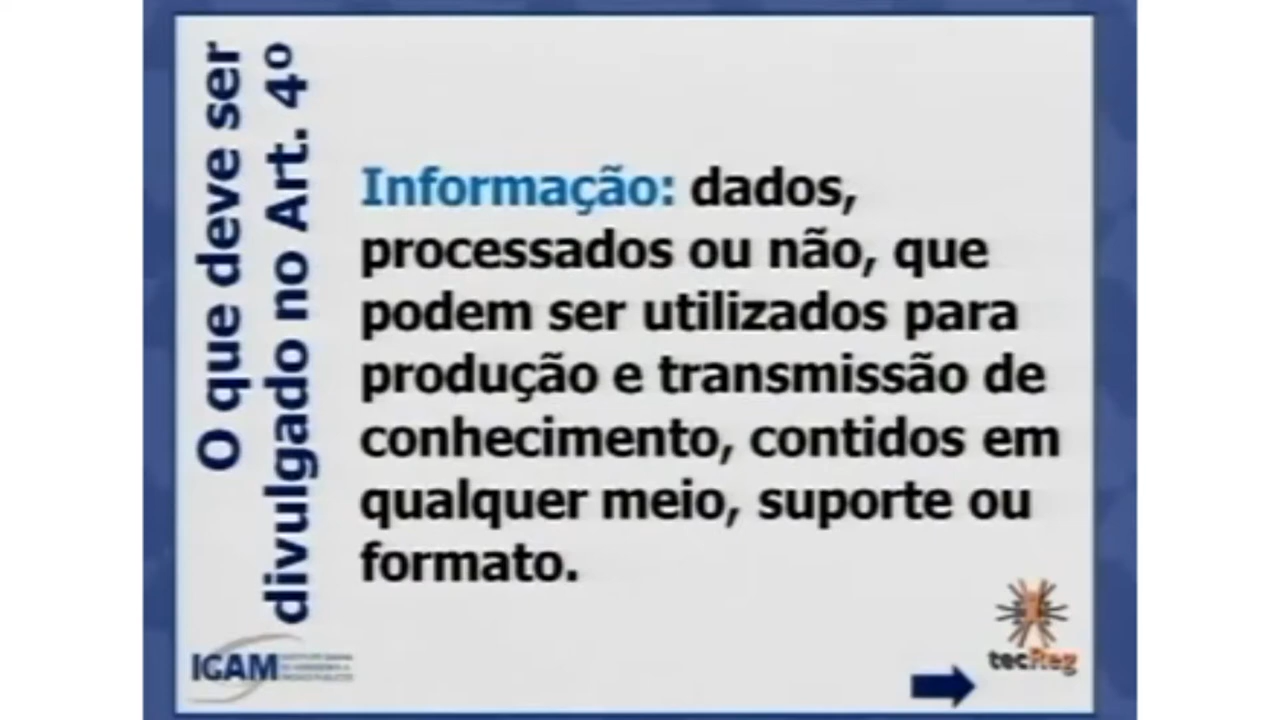 O que deve ser
divulgado no Art. 4º
Informação: dados,
processados ou não, que
podem ser utilizados para
produção e transmissão de
conhecimento, contidos em
qualquer meio, suporte ou
formato.
IGAM
tecReg